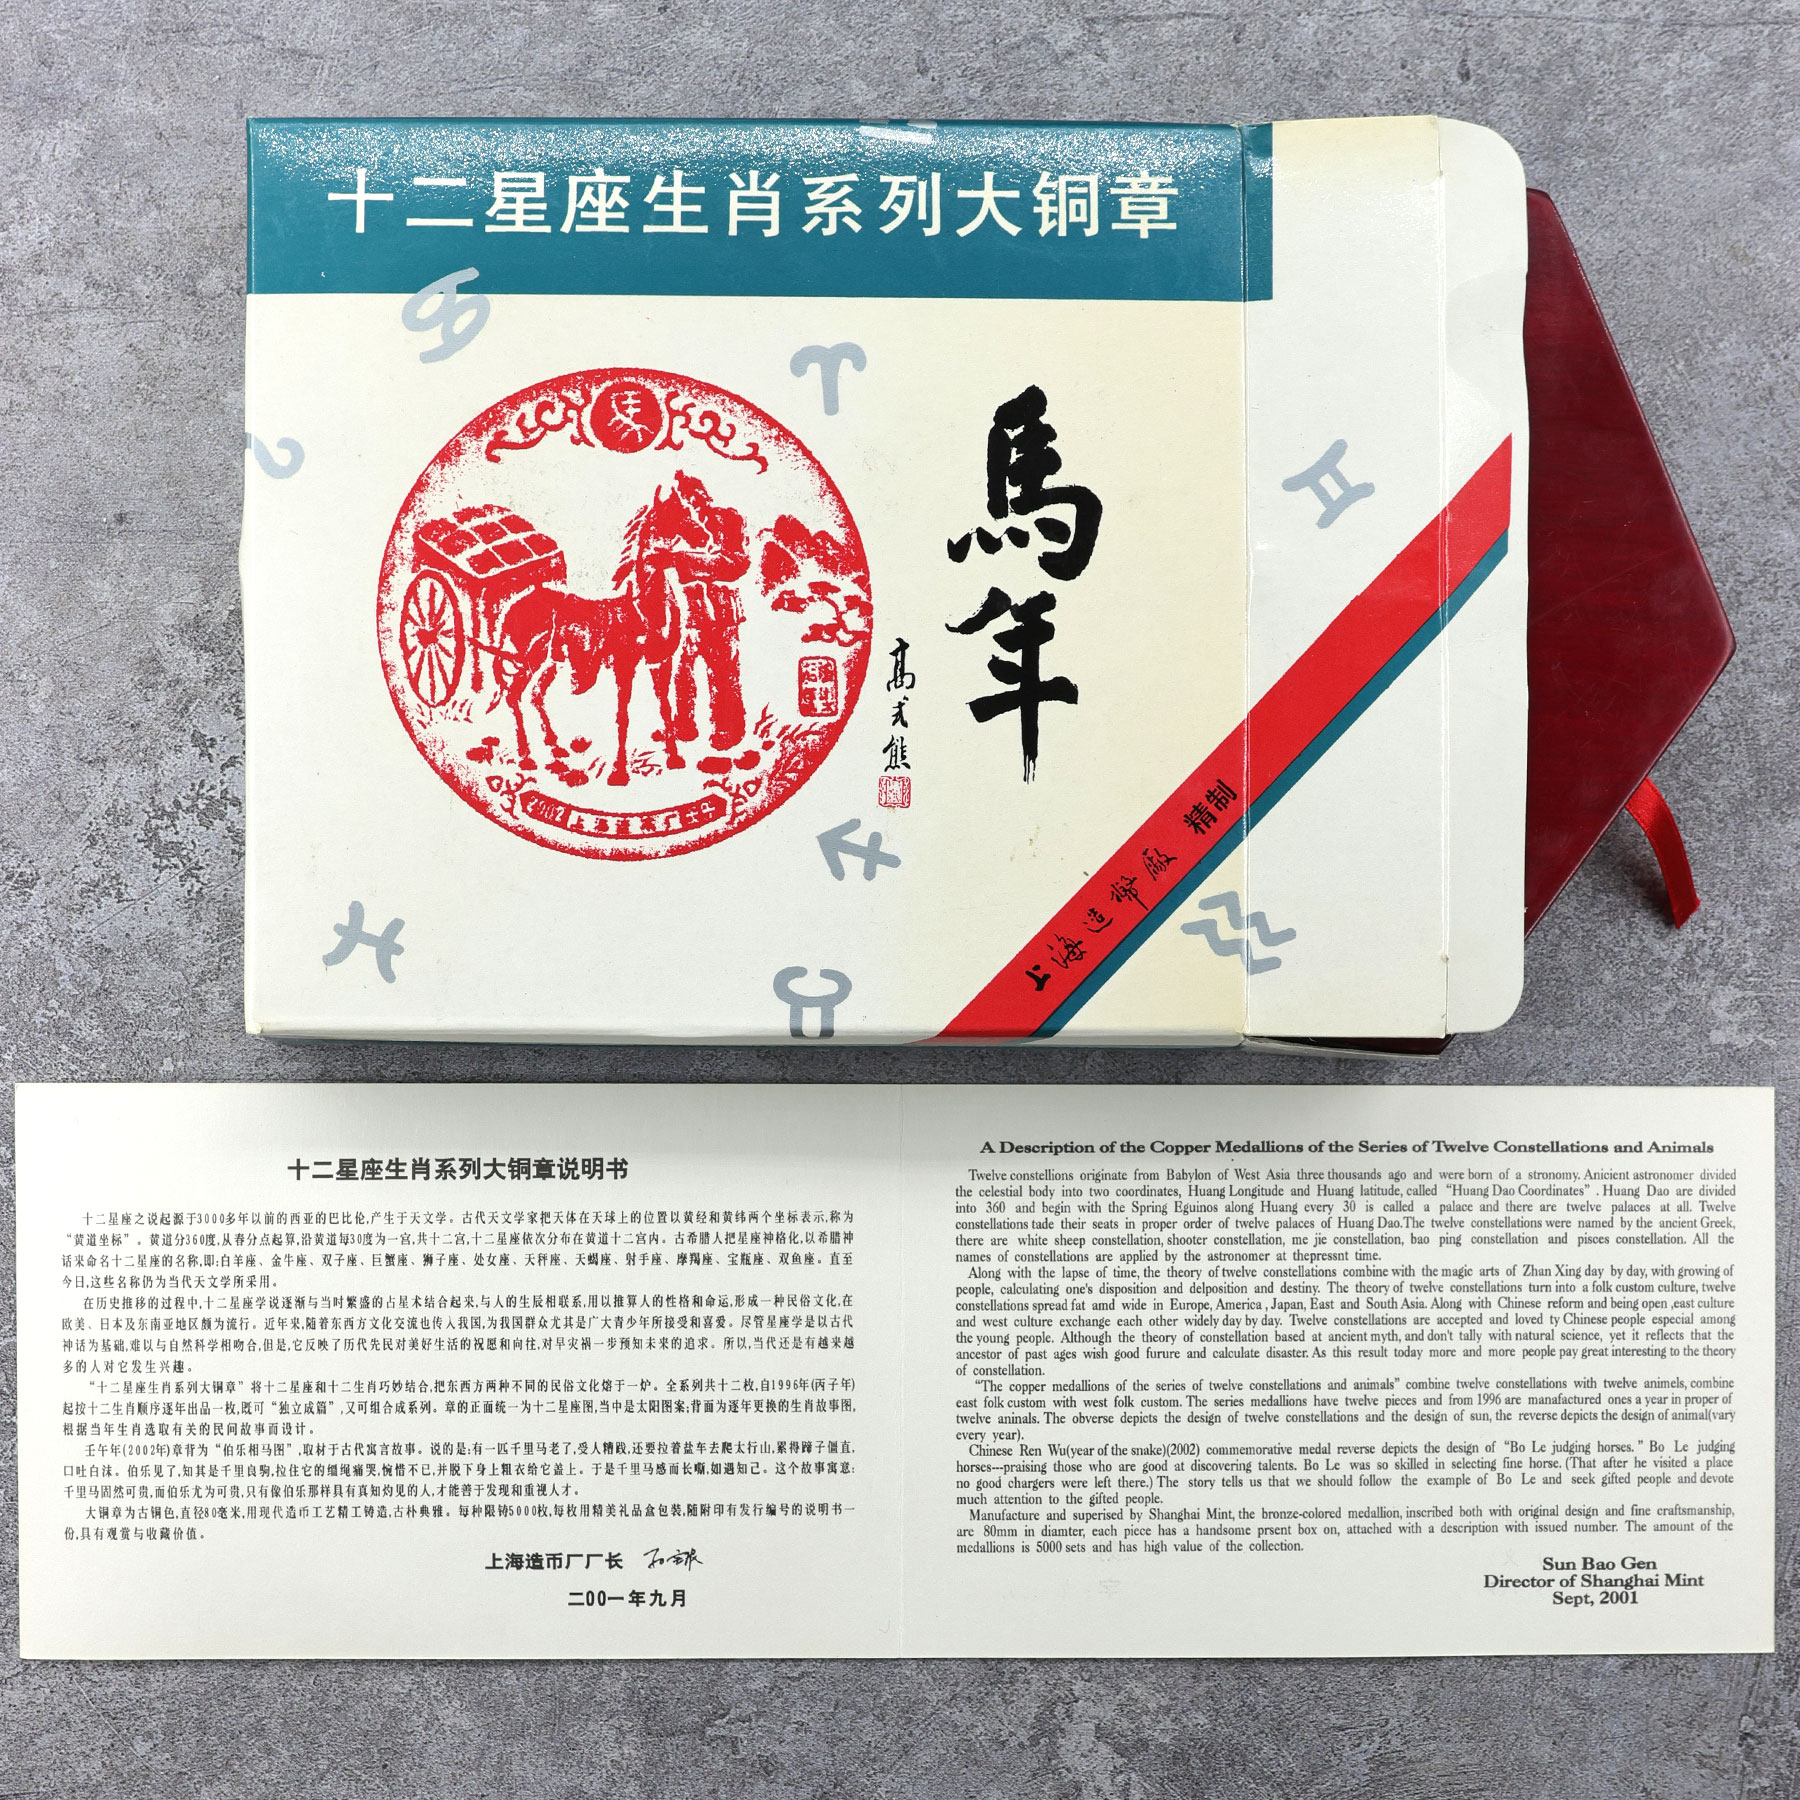 十二星座生肖系列大铜章
馬年
高式熊
2002上海造币厂
上海造幣廠 精制
十二星座生肖系列大铜章说明书
十二星座之说起源于3000多年以前的西亚的巴比伦,产生于天文学。古代天文学家把天体在天球上的位置以黄经和黄纬两个坐标表示,称为
“黄道坐标”。黄道分360度,从春分点起算,沿黄道每30度为一宫,共十二宫,十二星座依次分布在黄道十二宫内。古希腊人把星座神格化,以希腊神
话来命名十二星座的名称,即:白羊座、金牛座、双子座、巨蟹座、狮子座、处女座、天秤座、天蝎座、射手座、摩羯座、宝瓶座、双鱼座。直至
今日,这些名称仍为当代天文学所采用。
在历史推移的过程中,十二星座学说逐渐与当时繁盛的占星术结合起来,与人的生辰相联系,用以推算人的性格和命运,形成一种民俗文化,在
欧美、日本及东南亚地区颇为流行。近年来,随着东西方文化交流也传入我国,为我国群众尤其是广大青少年所接受和喜爱。尽管星座学是以古代
神话为基础,难以与自然科学相吻合,但是,它反映了历代先民对美好生活的祝愿和向往,对旱灾祸一步预知未来的追求。所以,当代还是有越来越
多的人对它发生兴趣。
“十二星座生肖系列大铜章”将十二星座和十二生肖巧妙结合,把东西方两种不同的民俗文化熔于一炉。全系列共十二枚,自1996年(丙子年)
起按十二生肖顺序逐年出品一枚,既可“独立成篇”,又可组合成系列。章的正面统一为十二星座图,当中是太阳图案;背面为逐年更换的生肖故事图,
根据当年生肖选取有关的民间故事而设计。
壬午年(2002年)章背为“伯乐相马图”,取材于古代寓言故事。说的是:有一匹千里马老了,受人糟践,还要拉着盐车去爬太行山,累得蹄子僵直,
口吐白沫。伯乐见了,知其是千里良驹,拉住它的缰绳痛哭,惋惜不已,并脱下身上粗衣给它盖上。于是千里马感而长嘶,如遇知己。这个故事寓意:
千里马固然可贵,而伯乐尤为可贵,只有像伯乐那样具有真知灼见的人,才能善于发现和重视人才。
大铜章为古铜色,直径80毫米,用现代造币工艺精工铸造,古朴典雅。每种限铸5000枚,每枚用精美礼品盒包装,随附印有发行编号的说明书一
份,具有观赏与收藏价值。
上海造币厂厂长
二00一年九月
A Description of the Copper Medallions of the Series of Twelve Constellations and Animals
Twelve constellions originate from Babylon of West Asia three thousands ago and were born of a stronomy. Anicient astronomer divided
the celestial body into two coordinates, Huang Longitude and Huang latitude, called “Huang Dao Coordinates” . Huang Dao are divided
into 360 and begin with the Spring Eguinos along Huang every 30 is called a palace and there are twelve palaces at all. Twelve
constellations tade their seats in proper order of twelve palaces of Huang Dao.The twelve constellations were named by the ancient Greek,
there are white sheep constellation, shooter constellation, me jie constellation, bao ping constellation and pisces constellation. All the
names of constellations are applied by the astronomer at thepressnt time.
Along with the lapse of time, the theory of twelve constellations combine with the magic arts of Zhan Xing day by day, with growing of
people, calculating one's disposition and delposition and destiny. The theory of twelve constellations turn into a folk custom culture, twelve
constellations spread fat amd wide in Europe, America , Japan, East and South Asia. Along with Chinese reform and being open ,east culture
and west culture exchange each other widely day by day. Twelve constellations are accepted and loved ty Chinese people especial among
the young people. Although the theory of constellation based at ancient myth, and don't tally with natural science, yet it reflects that the
ancestor of past ages wish good furure and calculate disaster. As this result today more and more people pay great interesting to the theory
of constellation.
“The copper medallions of the series of twelve constellations and animals” combine twelve constellations with twelve animels, combine
east folk custom with west folk custom. The series medallions have twelve pieces and from 1996 are manufactured ones a year in proper of
twelve aninals. The obverse depicts the design of twelve constellations and the design of sun, the reverse depicts the design of animal(vary
every year).
Chinese Ren Wu(year of the snake)(2002) commemorative medal reverse depicts the design of “Bo Le judging horses. ” Bo Le judging
horses---praising those who are good at discovering talents. Bo Le was so skilled in selecting fine horse. (That after he visited a place
no good chargers were left there.) The story tells us that we should follow the example of Bo Le and seek gifted people and devote
much attention to the gifted people.
Manufacture and superised by Shanghai Mint, the bronze-colored medallion, inscribed both with original design and fine craftsmanship,
are 80mm in diamter, each piece has a handsome prsent box on, attached with a description with issued number. The amount of the
medallions is 5000 sets and has high value of the collection.
Sun Bao Gen
Director of Shanghai Mint
Sept, 2001